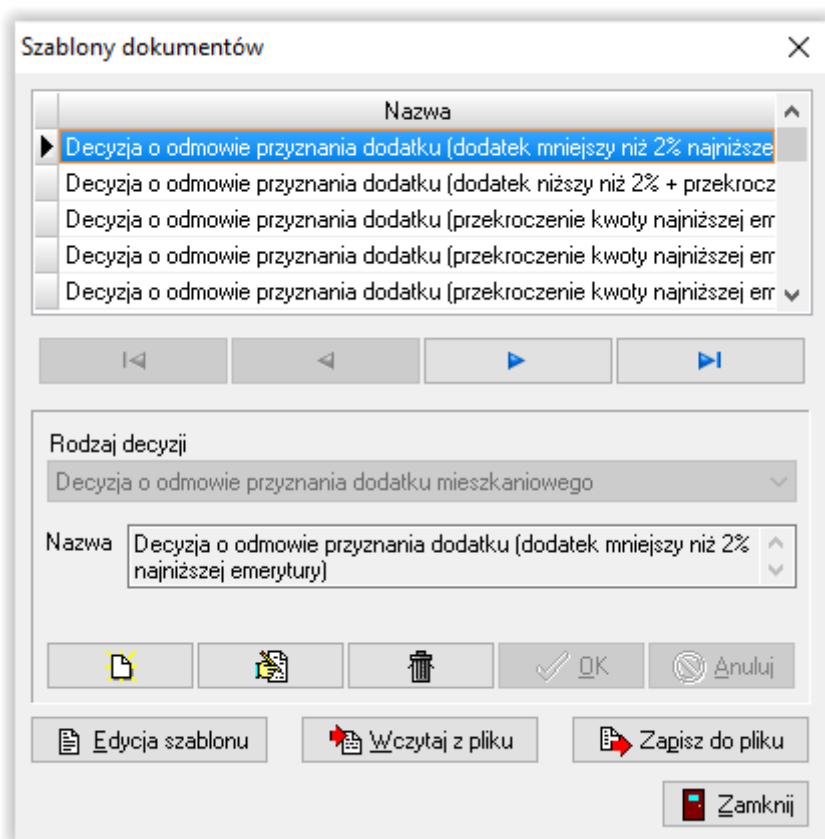 Szablony dokumentów
Nazwa
Decyzja o odmowie przyznania dodatku (dodatek mniejszy niż 2% najniższe
Decyzja o odmowie przyznania dodatku (dodatek niższy niż 2% + przekrocz
Decyzja o odmowie przyznania dodatku (przekroczenie kwoty najniższej em
Decyzja o odmowie przyznania dodatku (przekroczenie kwoty najniższej em
Decyzja o odmowie przyznania dodatku (przekroczenie kwoty najniższej em
Rodzaj decyzji
Decyzja o odmowie przyznania dodatku mieszkaniowego
Nazwa
Decyzja o odmowie przyznania dodatku (dodatek mniejszy niż 2%
najniższej emerytury)
OK
Anuluj
Edycja szablonu
Wczytaj z pliku
Zapisz do pliku
Zamknij